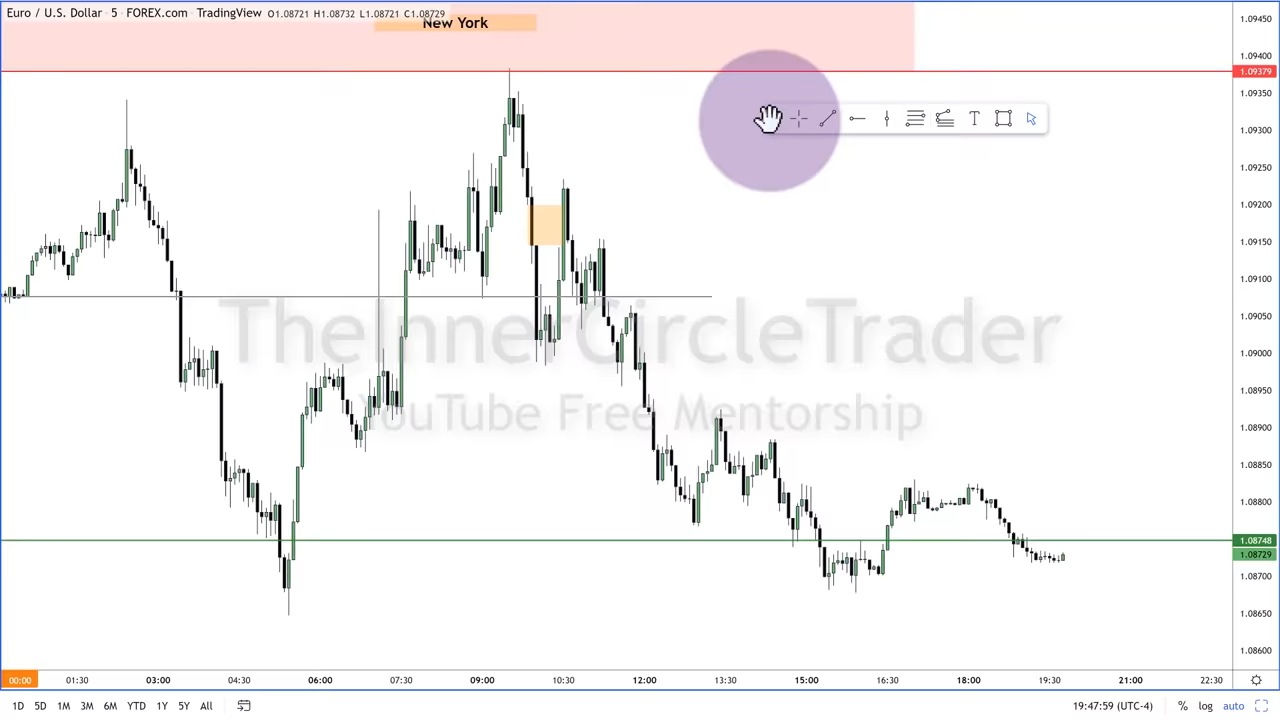 Euro / U.S. Dollar · 5 · FOREX.com · TradingView O1.08721 H1.08732 L1.08721 C1.08729
New York
1.09450
1.09400
1.09379
1.09350
1.09300
1.09250
1.09200
1.09150
1.09100
1.09050
1.09000
1.08950
1.08900
1.08850
1.08800
1.08748
1.08729
1.08700
1.08650
1.08600
T
TheInnerCircleTrader
YouTube Free Mentorship
00:00 01:30 03:00 04:30 06:00 07:30 09:00 10:30 12:00 13:30 15:00 16:30 18:00 19:30 21:00 22:30
1D 5D 1M 3M 6M YTD 1Y 5Y All 19:47:59 (UTC-4) % log auto